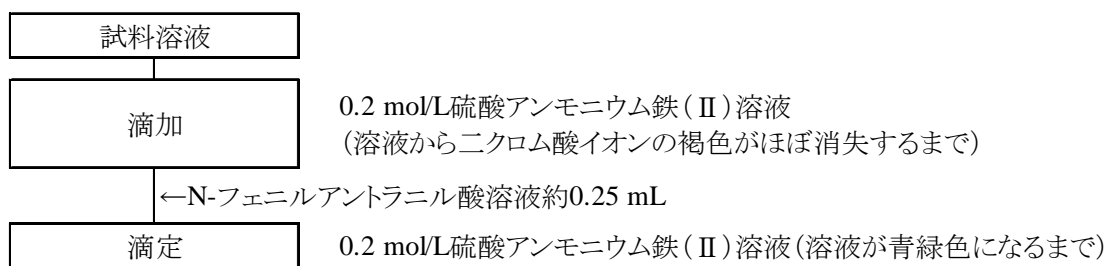 試料溶液
滴加
0.2 mol/L硫酸アンモニウム鉄(Ⅱ)溶液
(溶液から二クロム酸イオンの褐色がほぼ消失するまで)
←N-フェニルアントラニル酸溶液約0.25 mL
滴定
0.2 mol/L硫酸アンモニウム鉄(Ⅱ)溶液(溶液が青緑色になるまで)